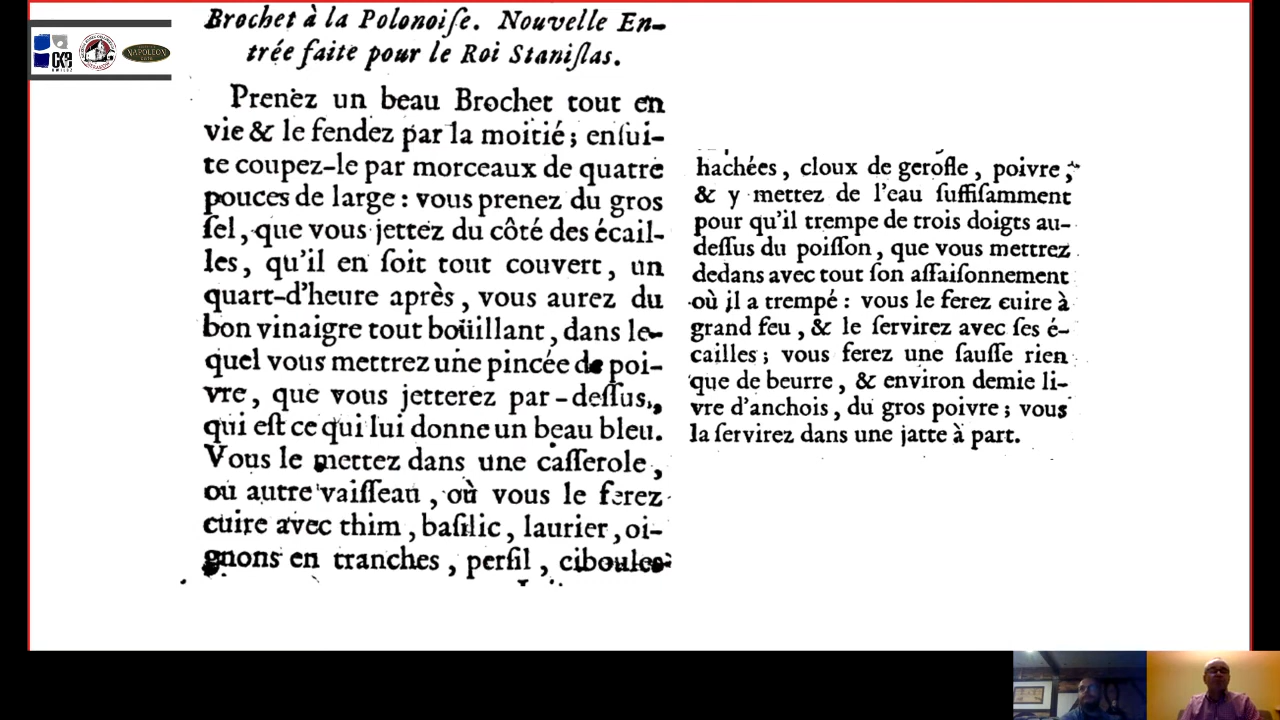 Brochet à la Polonoiſe. Nouvelle En-
trée faite pour le Roi Staniſlas.
Prenez un beau Brochet tout en
vie & le fendez par la moitié; enſui-
te coupez-le par morceaux de quatre
pouces de large : vous prenez du gros
ſel, que vous jettez du côté des écail-
les, qu'il en ſoit tout couvert, un
quart-d'heure après, vous aurez du
bon vinaigre tout boüillant, dans le-
quel vous mettrez une pincée de poi-
vre, que vous jetterez par-deſſus,
qui eſt ce qui lui donne un beau bleu.
Vous le mettez dans une caſſerole,
ou autre vaiſſeau, où vous le ferez
cuire avec thim, baſilic, laurier, oi-
gnons en tranches, perſil, ciboules
hachées, cloux de gerofle, poivre,
& y mettez de l'eau ſuffiſamment
pour qu'il trempe de trois doigts au-
deſſus du poiſſon, que vous mettrez
dedans avec tout ſon aſſaiſonnement
où il a trempé : vous le ferez cuire à
grand feu, & le ſervirez avec ſes é-
cailles; vous ferez une ſauſſe rien
que de beurre, & environ demie li-
vre d'anchois, du gros poivre; vous
la ſervirez dans une jatte à part.
NAPOLEON